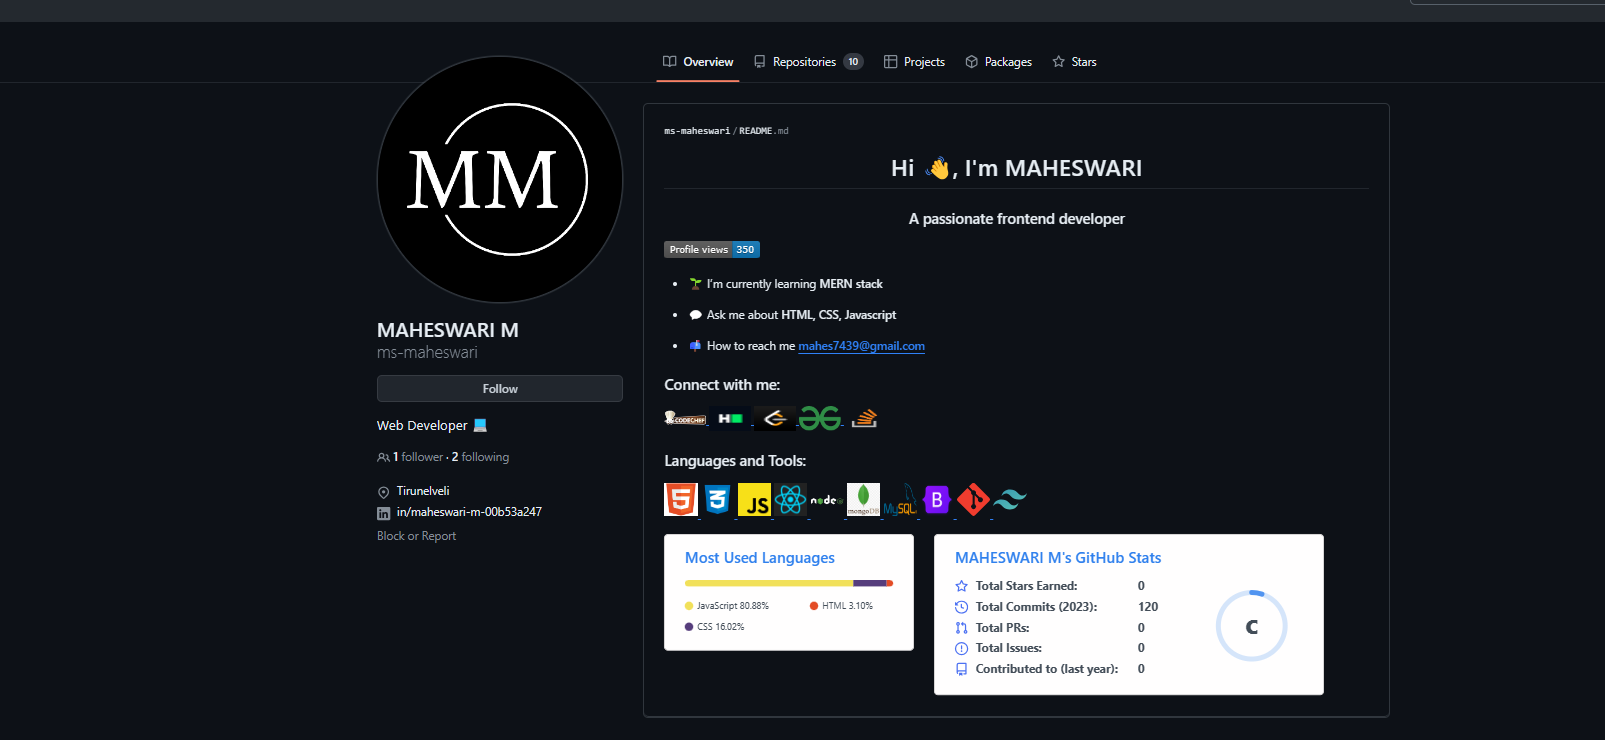 Overview Repositories 10 Projects Packages Stars
MM
MAHESWARI M
ms-maheswari
Follow
Web Developer
1 follower · 2 following
Tirunelveli
in/maheswari-m-00b53a247
Block or Report
ms-maheswari/README.md
Hi 👋, I'm MAHESWARI
A passionate frontend developer
Profile views 350
I'm currently learning MERN stack
Ask me about HTML, CSS, Javascript
How to reach me mahes7439@gmail.com
Connect with me:
CODECHEF H
Languages and Tools:
5 3 JS node mongoDB MySQL B
Most Used Languages
JavaScript 80.88% HTML 3.10%
CSS 16.02%
MAHESWARI M's GitHub Stats
Total Stars Earned: 0
Total Commits (2023): 120
Total PRs: 0
Total Issues: 0
Contributed to (last year): 0
C